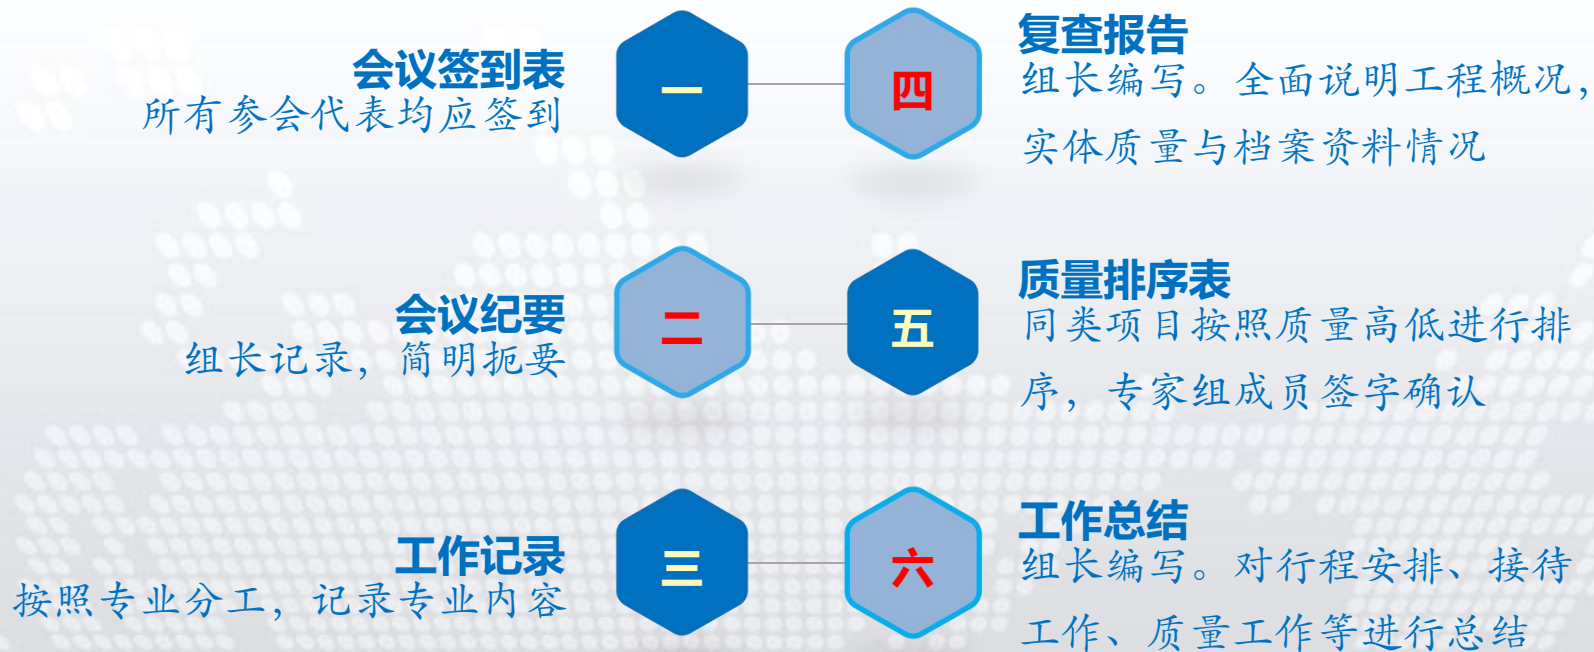 会议签到表
所有参会代表均应签到
一
会议纪要
组长记录，简明扼要
二
工作记录
按照专业分工，记录专业内容
三
四
复查报告
组长编写。全面说明工程概况，
实体质量与档案资料情况
五
质量排序表
同类项目按照质量高低进行排
序，专家组成员签字确认
六
工作总结
组长编写。对行程安排、接待
工作、质量工作等进行总结